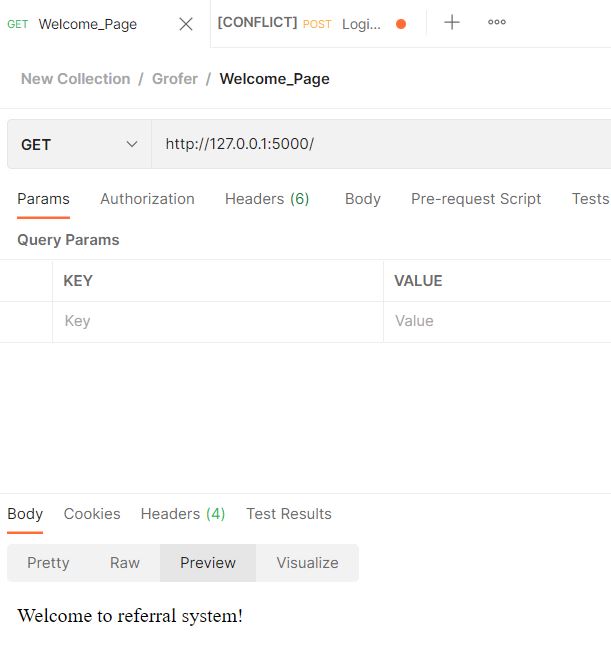 GET Welcome_Page [CONFLICT] POST Logi...
New Collection / Grofer / Welcome_Page
GET http://127.0.0.1:5000/
Params Authorization Headers (6) Body Pre-request Script Tests
Query Params
KEY VALUE
Key Value
Body Cookies Headers (4) Test Results
Pretty Raw Preview Visualize
Welcome to referral system!